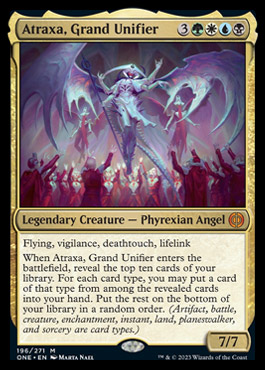 Atraxa, Grand Unifier 3
Legendary Creature — Phyrexian Angel
Flying, vigilance, deathtouch, lifelink
When Atraxa, Grand Unifier enters the
battlefield, reveal the top ten cards of your
library. For each card type, you may put a card
of that type from among the revealed cards
into your hand. Put the rest on the bottom of
your library in a random order. (Artifact, battle,
creature, enchantment, instant, land, planeswalker,
and sorcery are card types.)
7/7
196/271 M
ONE • EN Marta Nael
™ & © 2023 Wizards of the Coast